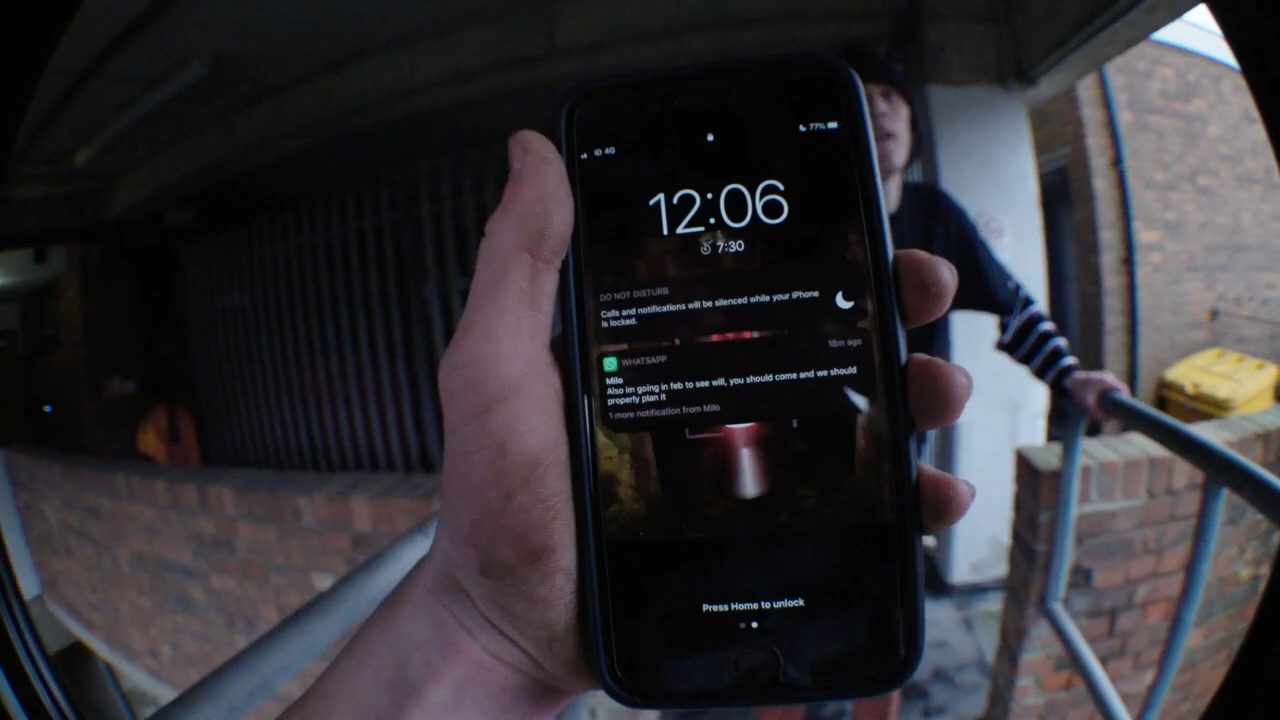 iD 4G
77%
12:06
7:30
DO NOT DISTURB
Calls and notifications will be silenced while your iPhone
is locked.
WHATSAPP
18m ago
Milo
Also im going in feb to see will, you should come and we should
properly plan it
1 more notification from Milo
Press Home to unlock